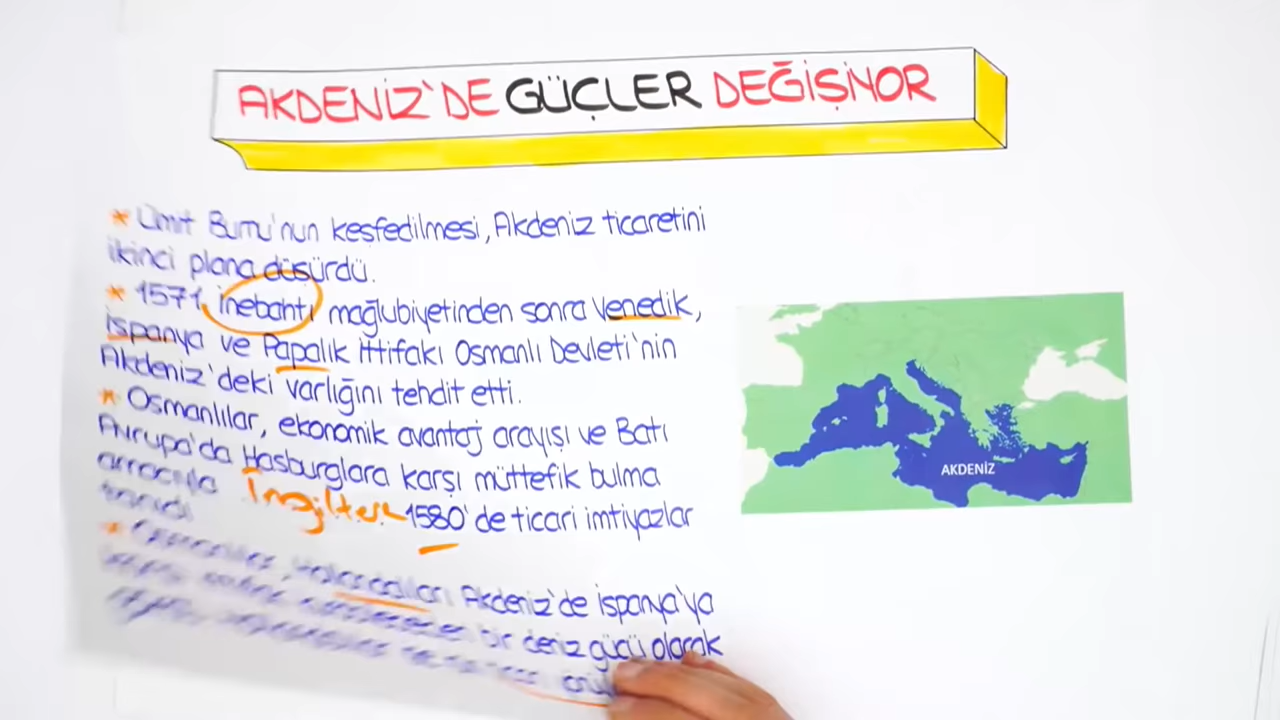 AKDENİZ'DE GÜÇLER DEĞİŞİYOR
* Ümit Burnu'nun keşfedilmesi, Akdeniz ticaretini
ikinci plana düşürdü.
* 1571 İnebahtı mağlubiyetinden sonra Venedik,
İspanya ve Papalık ittifakı Osmanlı Devleti'nin
Akdeniz'deki varlığını tehdit etti.
* Osmanlılar, ekonomik avantaj arayışı ve Batı
Avrupa'da Hasburglara karşı müttefik bulma
amacıyla İngiltere 1580'de ticari imtiyazlar
tanıdı
* Osmanlılar, Hollandalıları Akdeniz'de İspanya'ya
bir deniz gücü olarak
AKDENİZ